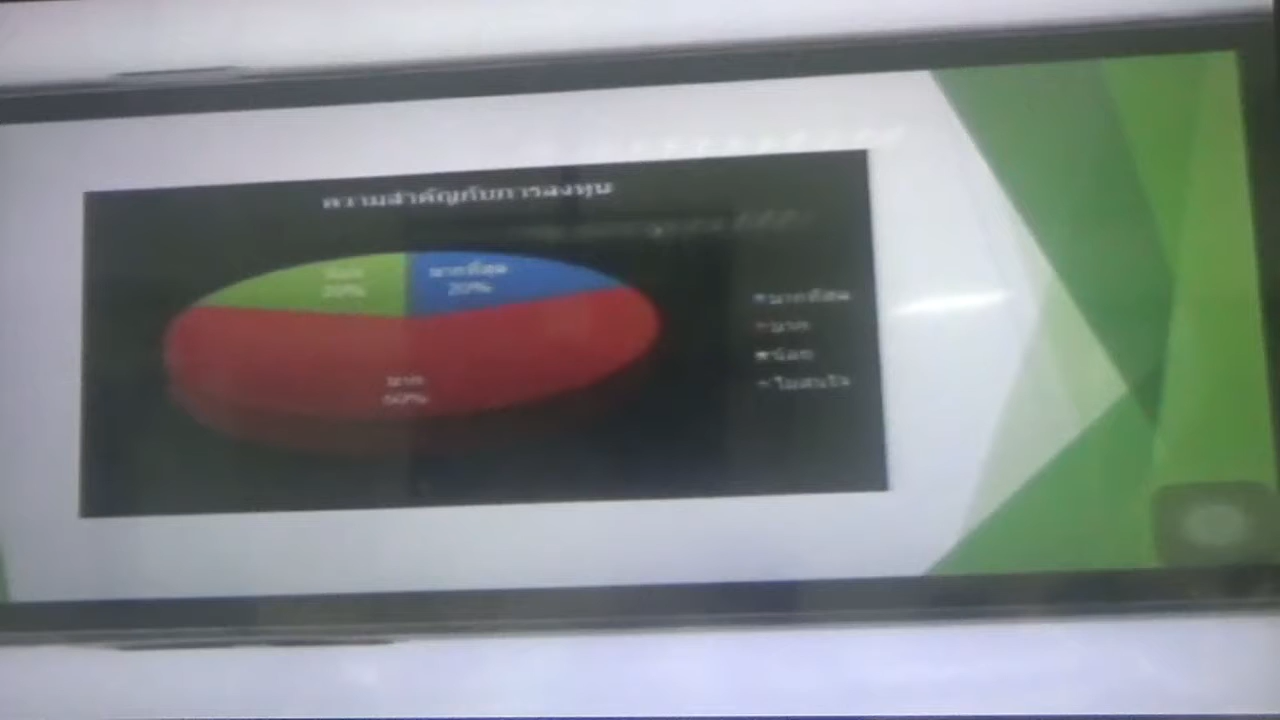 ความสำคัญกับการลงทุน
มากที่สุด
20%
น้อย
20%
มาก
60%
มากที่สุด
มาก
น้อย
ไม่สนใจ